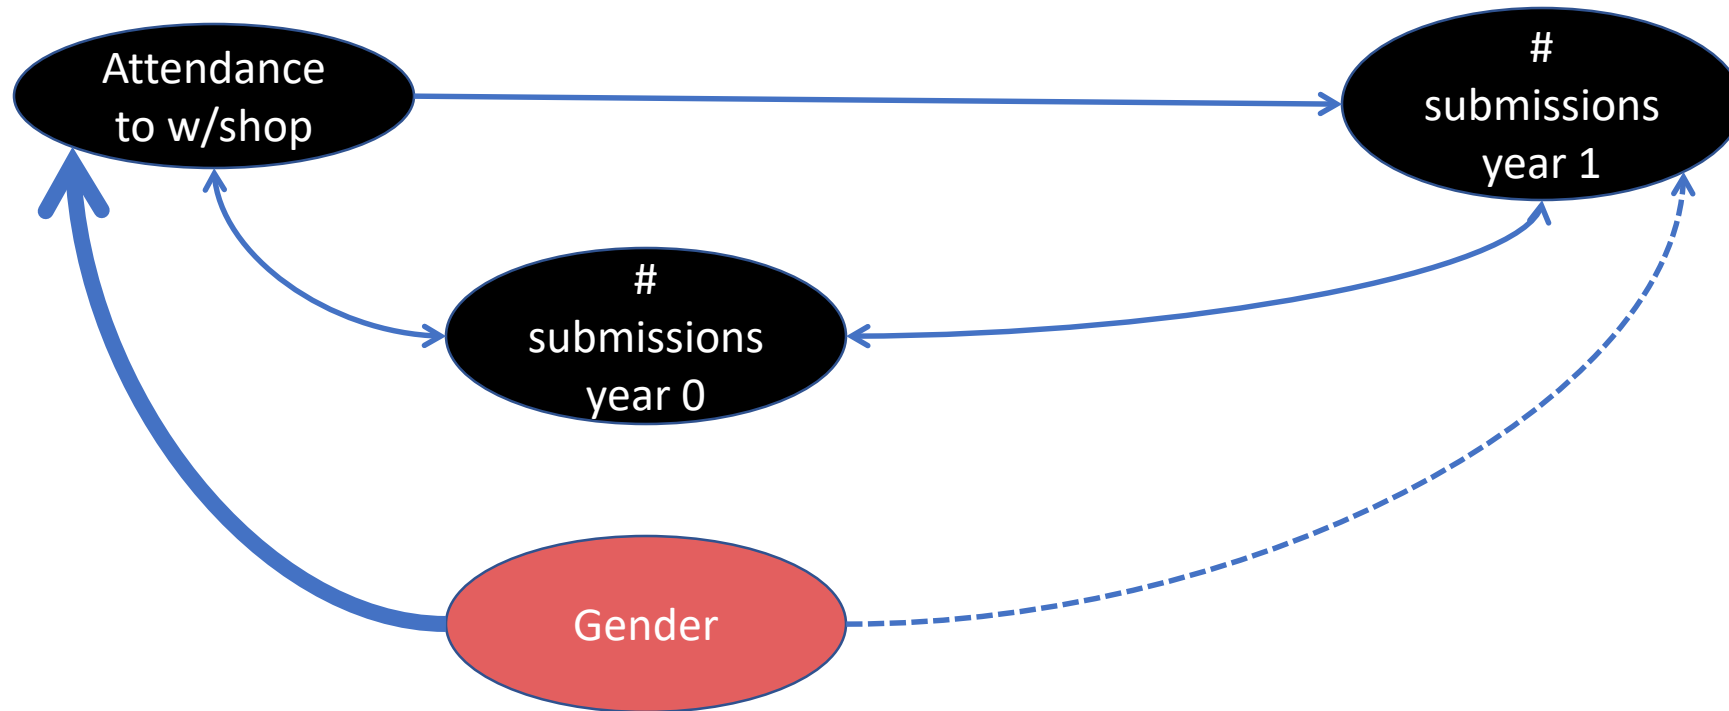 Attendance
to w/shop
#
submissions
year 1
#
submissions
year 0
Gender